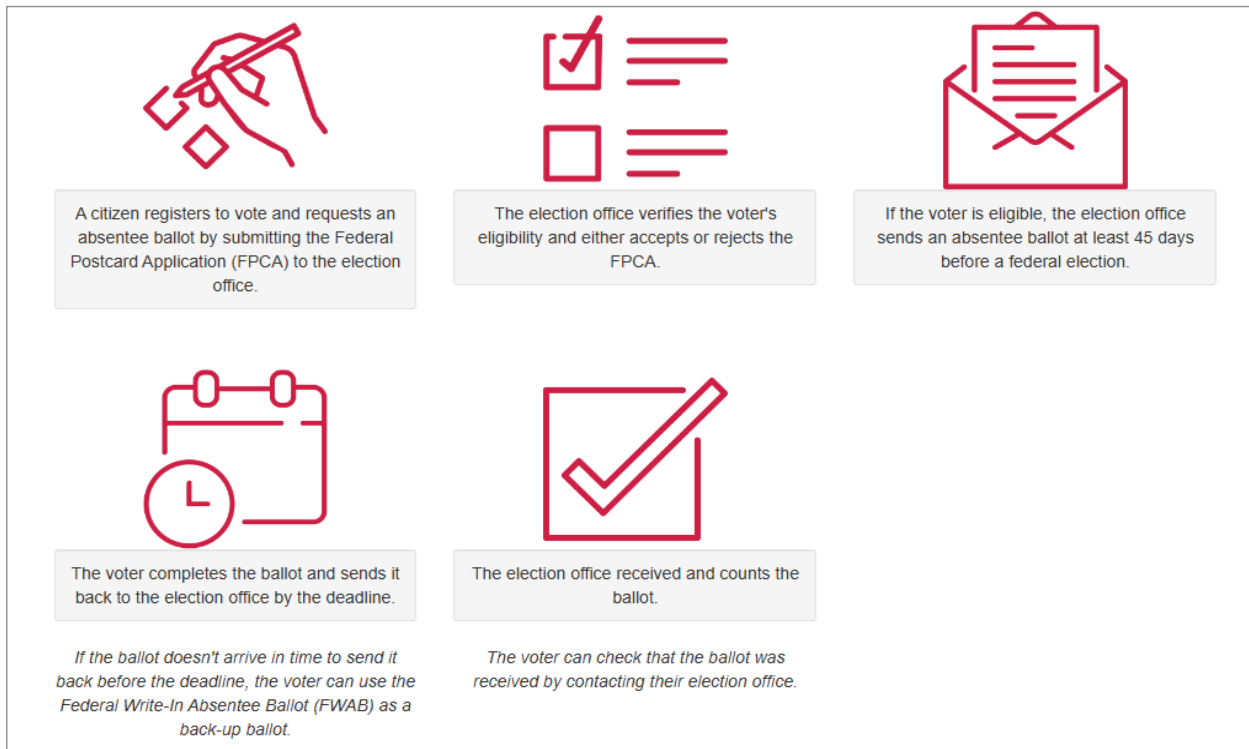 A citizen registers to vote and requests an
absentee ballot by submitting the Federal
Postcard Application (FPCA) to the election
office.
The election office verifies the voter's
eligibility and either accepts or rejects the
FPCA.
If the voter is eligible, the election office
sends an absentee ballot at least 45 days
before a federal election.
The voter completes the ballot and sends it
back to the election office by the deadline.
If the ballot doesn't arrive in time to send it
back before the deadline, the voter can use the
Federal Write-In Absentee Ballot (FWAB) as a
back-up ballot.
The election office received and counts the
ballot.
The voter can check that the ballot was
received by contacting their election office.